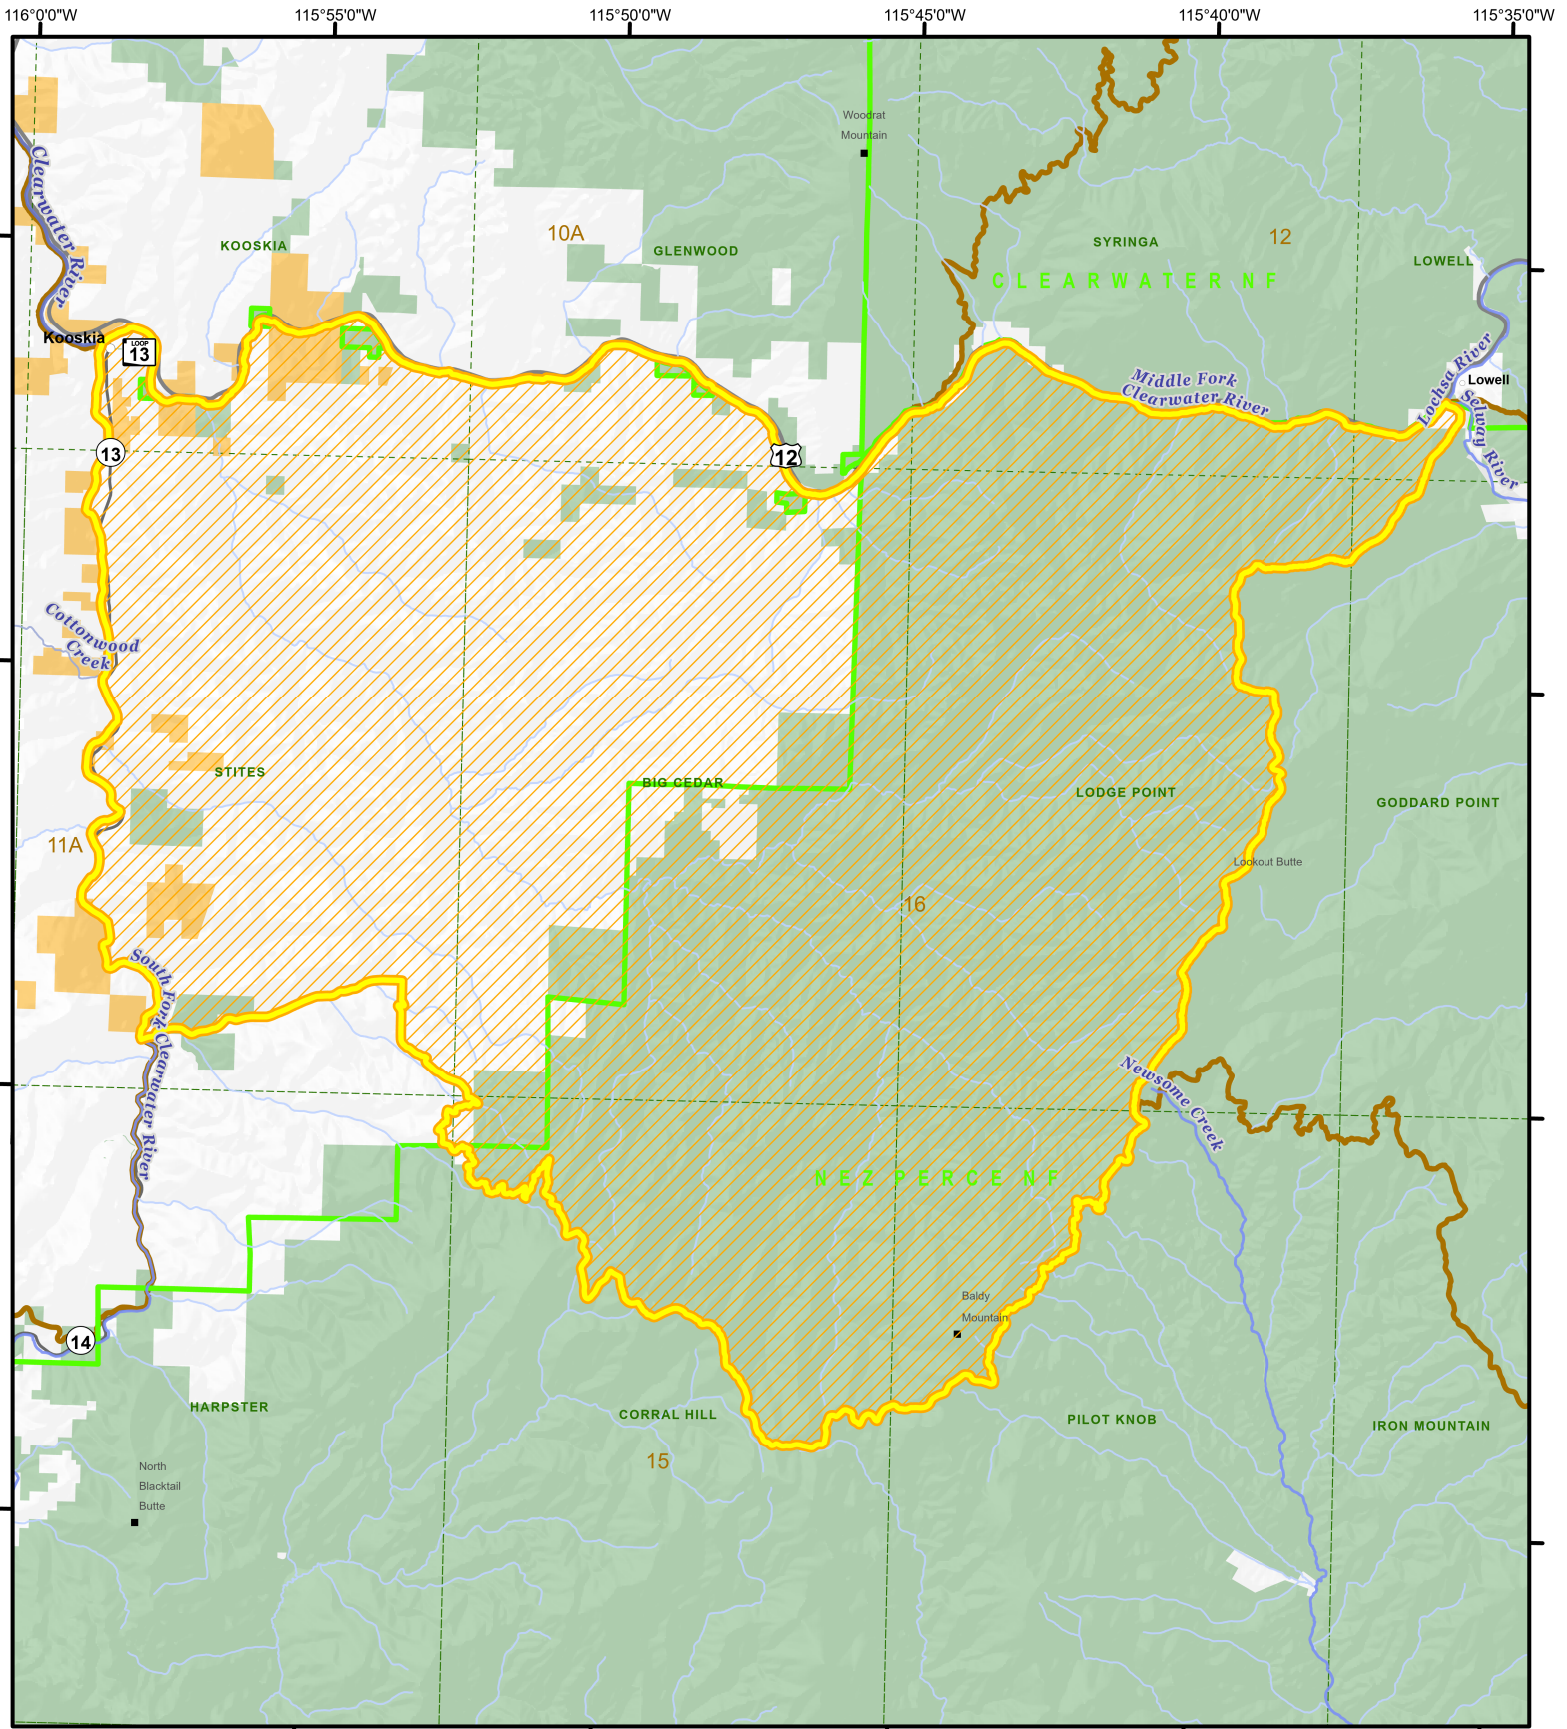 116°0'0"W
115°55'0"W
115°50'0"W
115°45'0"W
115°40'0"W
115°35'0"W
Woodrat
Mountain
Clearwater River
KOOSKIA
10A
GLENWOOD
SYRINGA
12
LOWELL
CLEARWATER NF
Kooskia
LOOP
13
Middle Fork
Clearwater River
Lochsa River
Lowell
Selway River
13
12
Cottonwood
Creek
STITES
BIG CEDAR
LODGE POINT
GODDARD POINT
11A
Lookout Butte
16
South Fork Clearwater River
Newsome Creek
NEZ PERCE NF
Baldy
Mountain
14
HARPSTER
CORRAL HILL
PILOT KNOB
IRON MOUNTAIN
15
North
Blacktail
Butte